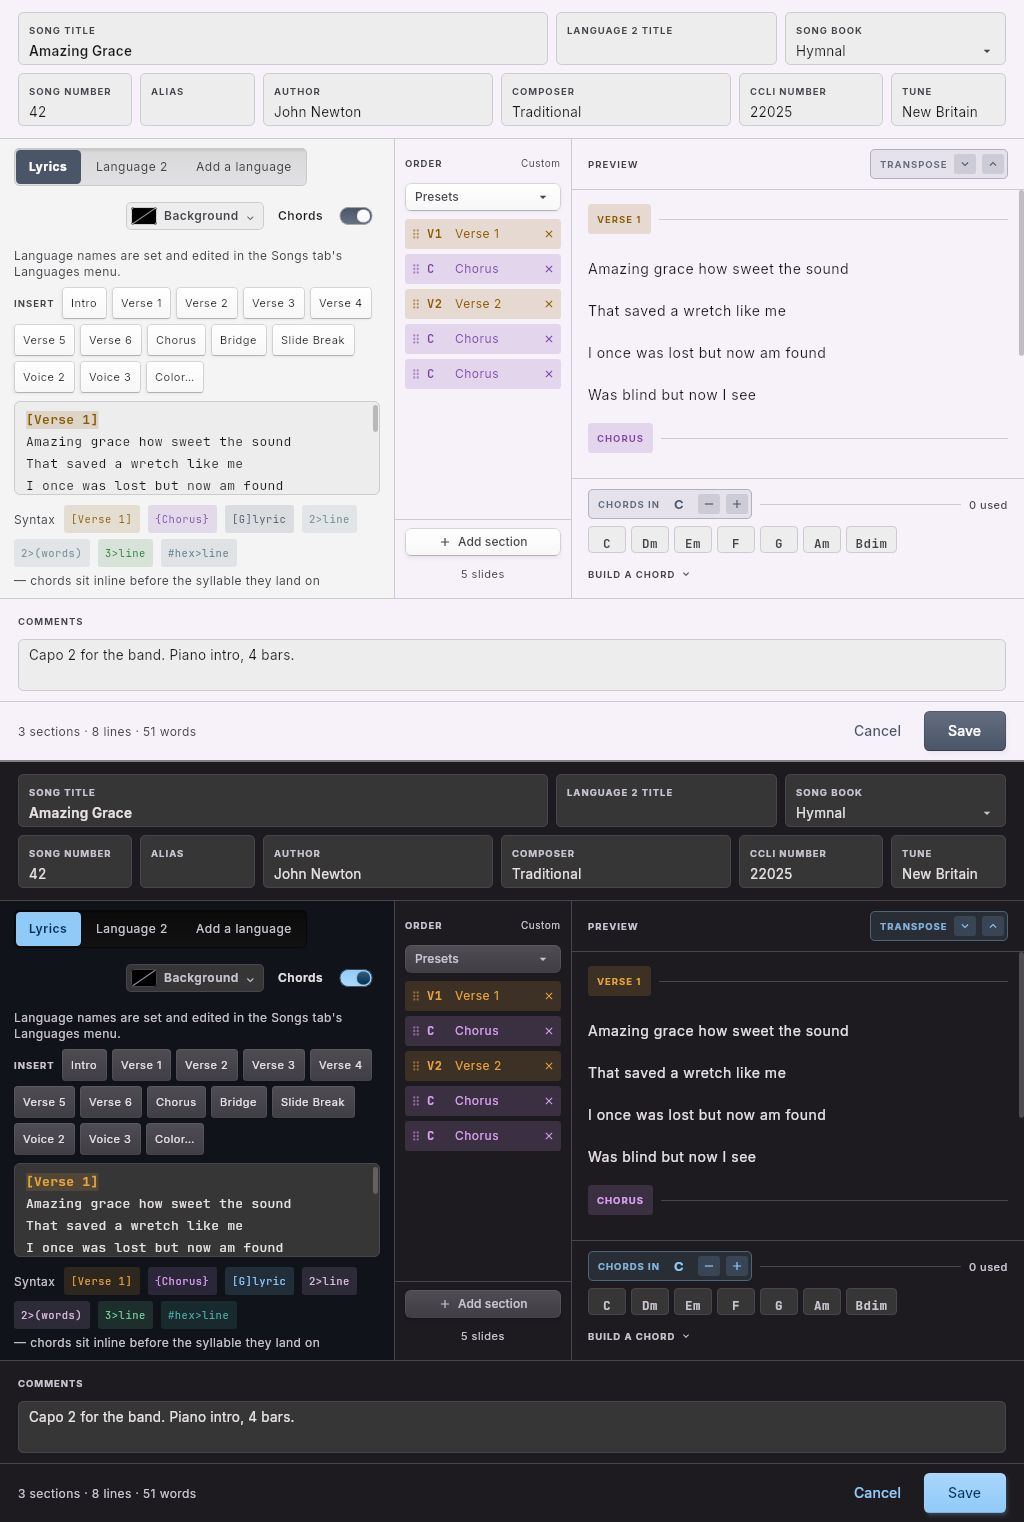 SONG TITLE
Amazing Grace
LANGUAGE 2 TITLE
SONG BOOK
Hymnal
SONG NUMBER
42
ALIAS
AUTHOR
John Newton
COMPOSER
Traditional
CCLI NUMBER
22025
TUNE
New Britain
Lyrics
Language 2
Add a language
Background
Chords
Language names are set and edited in the Songs tab's
Languages menu.
INSERT Intro Verse 1 Verse 2 Verse 3 Verse 4
Verse 5 Verse 6 Chorus Bridge Slide Break
Voice 2 Voice 3 Color...
[Verse 1]
Amazing grace how sweet the sound
That saved a wretch like me
I once was lost but now am found
Syntax [Verse 1] {Chorus} [G]lyric 2>line
2>(words) 3>line #hex>line
— chords sit inline before the syllable they land on
ORDER Custom
Presets
V1 Verse 1 ×
C Chorus ×
V2 Verse 2 ×
C Chorus ×
C Chorus ×
+ Add section
5 slides
PREVIEW
TRANSPOSE
VERSE 1
Amazing grace how sweet the sound
That saved a wretch like me
I once was lost but now am found
Was blind but now I see
CHORUS
CHORDS IN C − +
0 used
C Dm Em F G Am Bdim
BUILD A CHORD
COMMENTS
Capo 2 for the band. Piano intro, 4 bars.
3 sections · 8 lines · 51 words
Cancel
Save
SONG TITLE
Amazing Grace
LANGUAGE 2 TITLE
SONG BOOK
Hymnal
SONG NUMBER
42
ALIAS
AUTHOR
John Newton
COMPOSER
Traditional
CCLI NUMBER
22025
TUNE
New Britain
Lyrics
Language 2
Add a language
Background
Chords
Language names are set and edited in the Songs tab's
Languages menu.
INSERT Intro Verse 1 Verse 2 Verse 3 Verse 4
Verse 5 Verse 6 Chorus Bridge Slide Break
Voice 2 Voice 3 Color...
[Verse 1]
Amazing grace how sweet the sound
That saved a wretch like me
I once was lost but now am found
Syntax [Verse 1] {Chorus} [G]lyric 2>line
2>(words) 3>line #hex>line
— chords sit inline before the syllable they land on
ORDER Custom
Presets
V1 Verse 1 ×
C Chorus ×
V2 Verse 2 ×
C Chorus ×
C Chorus ×
+ Add section
5 slides
PREVIEW
TRANSPOSE
VERSE 1
Amazing grace how sweet the sound
That saved a wretch like me
I once was lost but now am found
Was blind but now I see
CHORUS
CHORDS IN C − +
0 used
C Dm Em F G Am Bdim
BUILD A CHORD
COMMENTS
Capo 2 for the band. Piano intro, 4 bars.
3 sections · 8 lines · 51 words
Cancel
Save